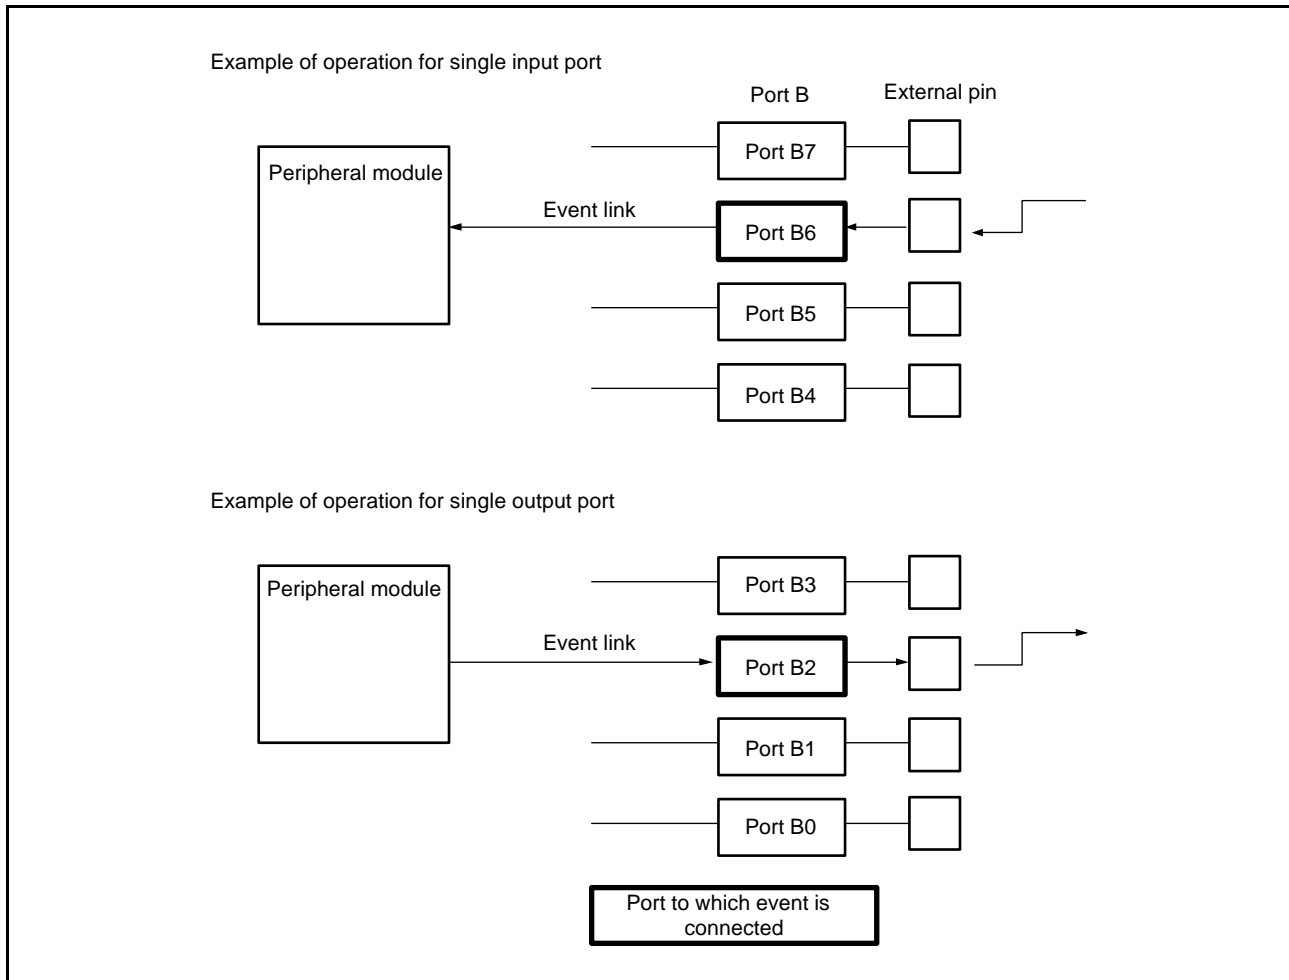 Example of operation for single input port
Port B
External pin
Peripheral module
Port B7
Event link
Port B6
Port B5
Port B4
Example of operation for single output port
Peripheral module
Port B3
Event link
Port B2
Port B1
Port B0
Port to which event is
connected